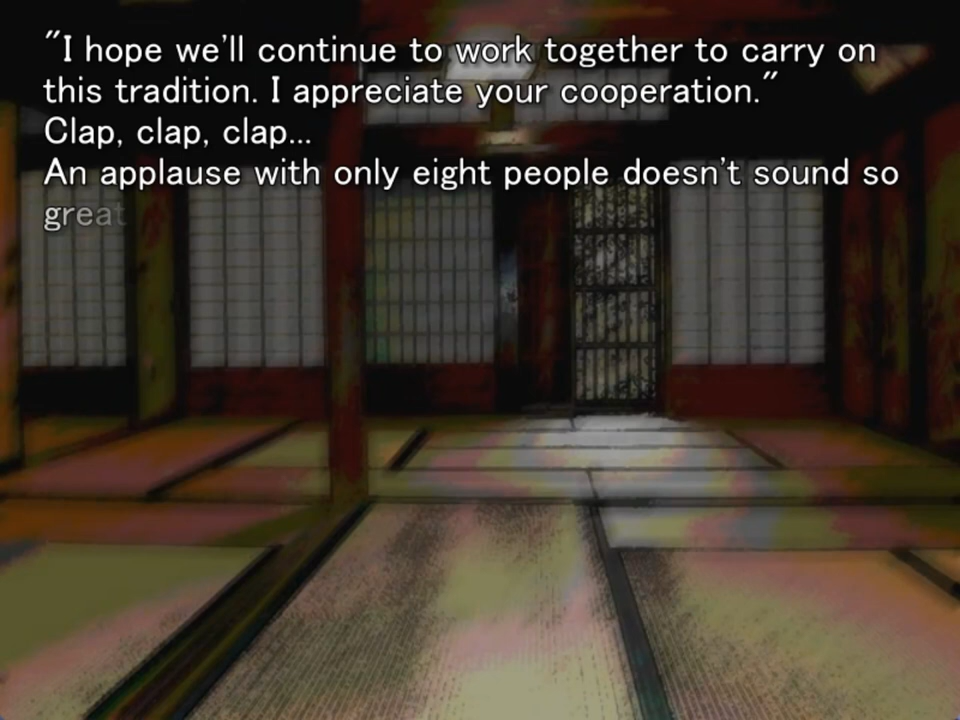 "I hope we'll continue to work together to carry on
this tradition. I appreciate your cooperation."
Clap, clap, clap...
An applause with only eight people doesn't sound so
great